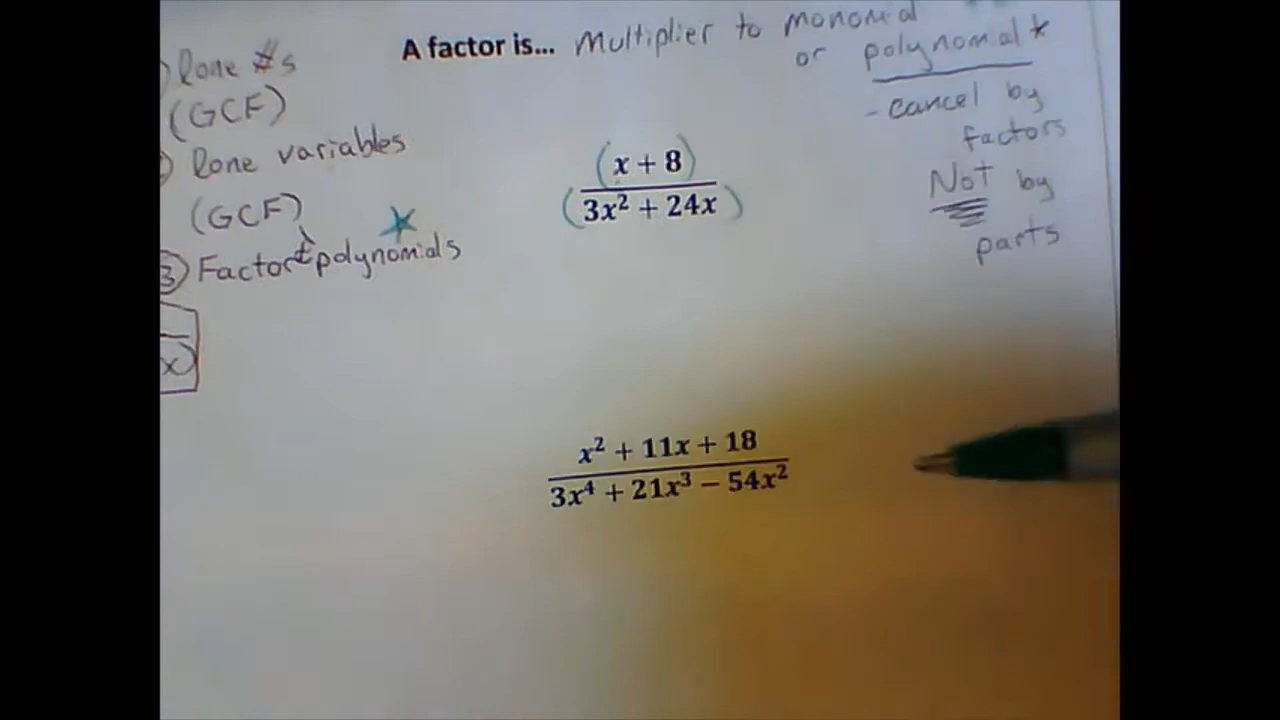 A factor is... Multiplier to monomial
or polynomial *
- cancel by
factors
NOT by
parts
) lone #s
(GCF)
) lone variables
(GCF)
③ Factor polynomials
(x + 8)
(3x² + 24x)
x)
x² + 11x + 18
3x⁴ + 21x³ − 54x²